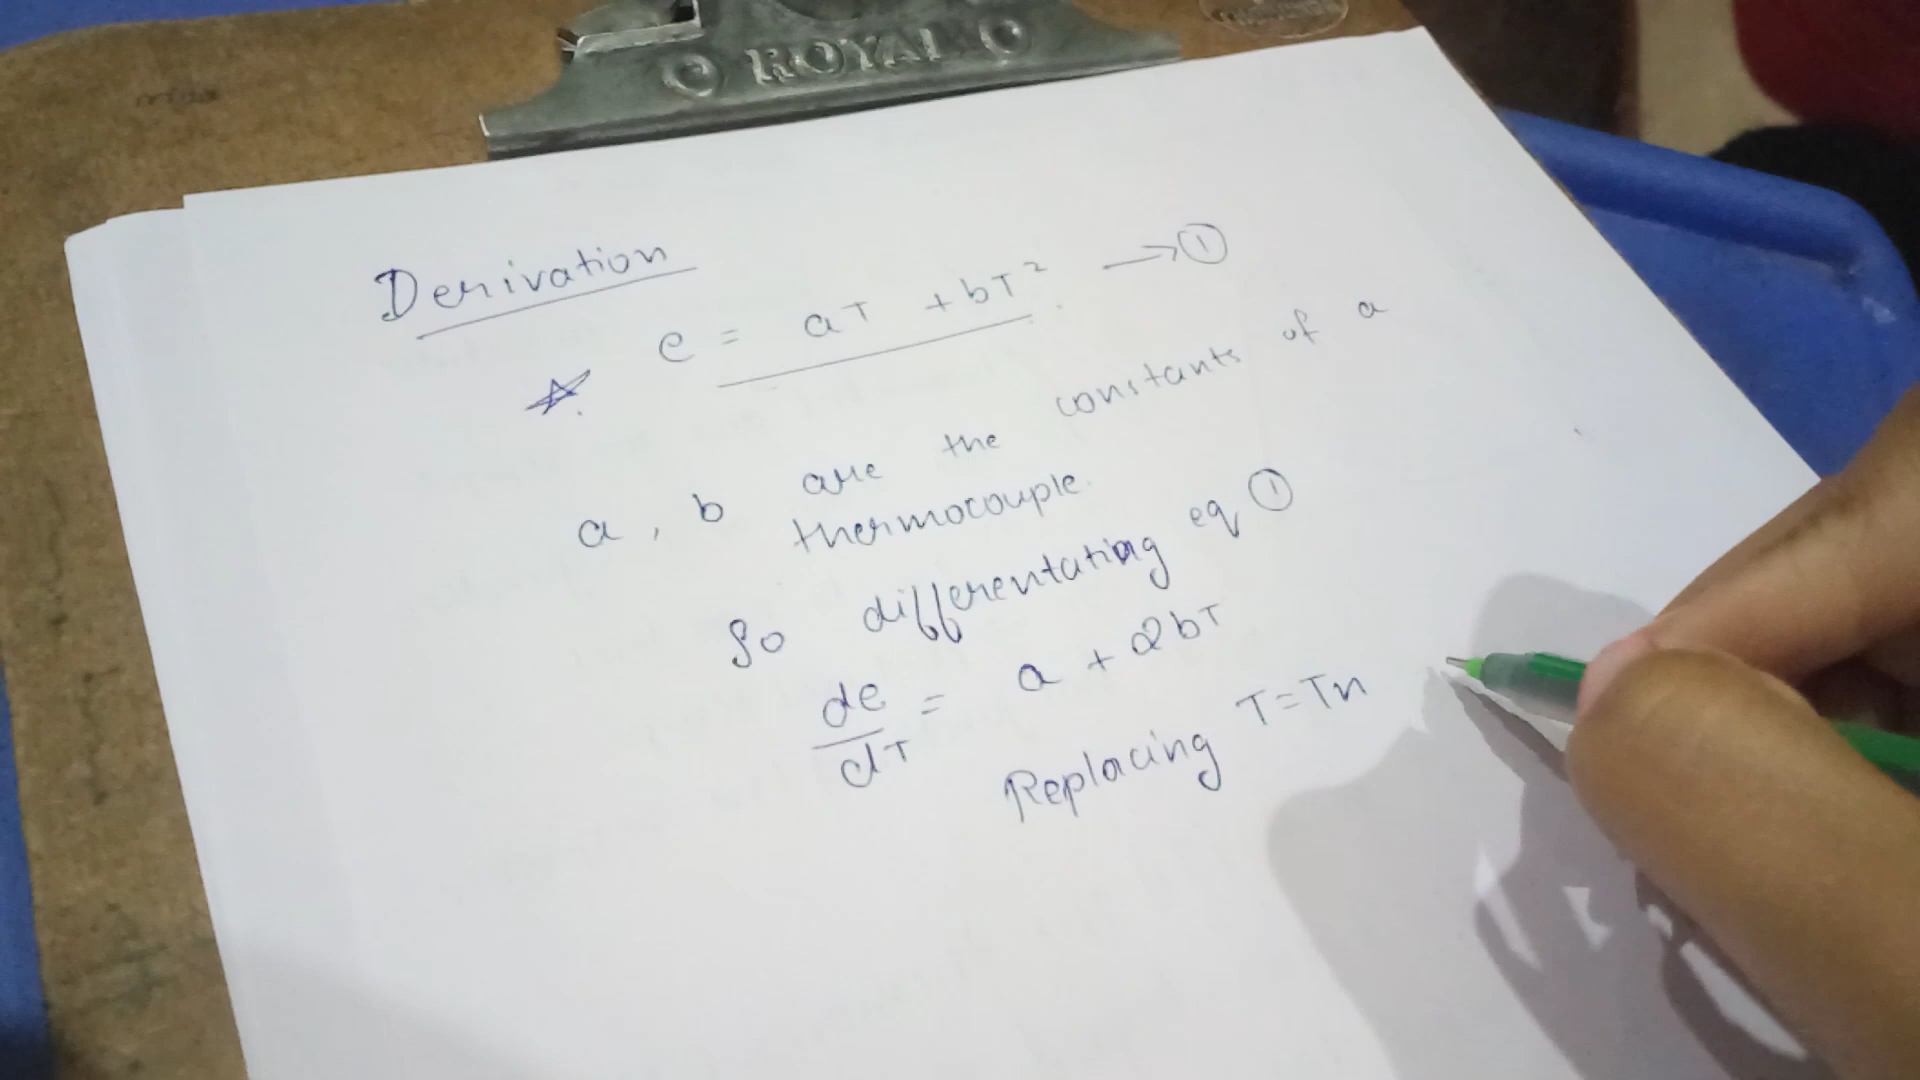 ROYAL
Derivation
e = aT + bT² → ①
a, b are the constants of a
thermocouple.
So differentating eq ①
de/dT = a + 2bT
Replacing T=Tn